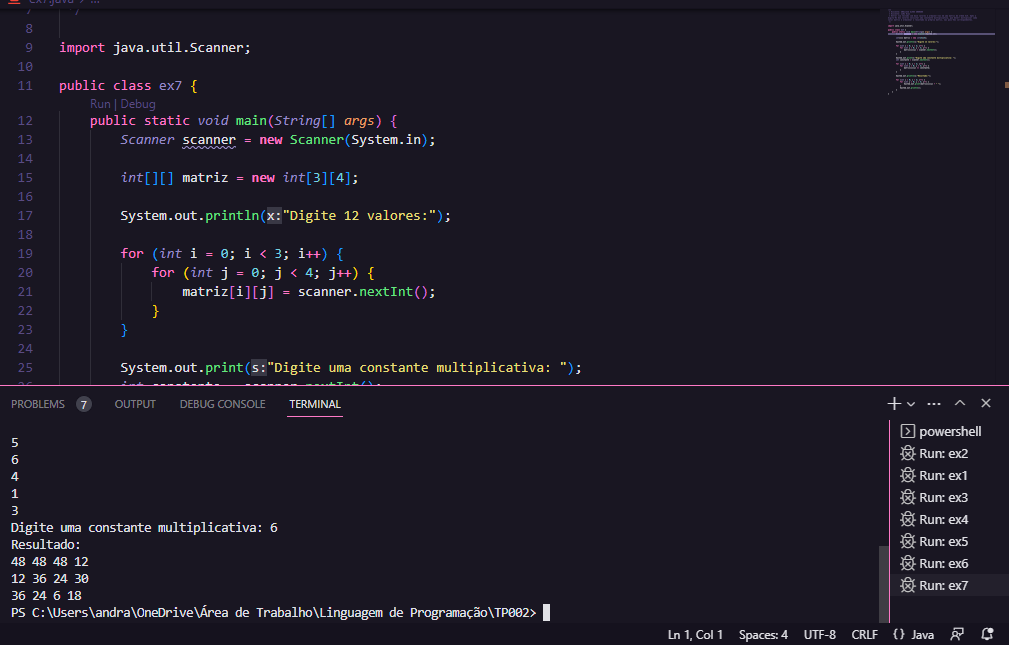 ex7.java > ...
7 /
8
9 import java.util.Scanner;
10
11 public class ex7 {
Run | Debug
12 public static void main(String[] args) {
13 Scanner scanner = new Scanner(System.in);
14
15 int[][] matriz = new int[3][4];
16
17 System.out.println(x:"Digite 12 valores:");
18
19 for (int i = 0; i < 3; i++) {
20 for (int j = 0; j < 4; j++) {
21 matriz[i][j] = scanner.nextInt();
22 }
23 }
24
25 System.out.print(s:"Digite uma constante multiplicativa: ");
26 int constante = scanner.nextInt();
PROBLEMS 7 OUTPUT DEBUG CONSOLE TERMINAL
5
6
4
1
3
Digite uma constante multiplicativa: 6
Resultado:
48 48 48 12
12 36 24 30
36 24 6 18
PS C:\Users\andra\OneDrive\Área de Trabalho\Linguagem de Programação\TP002>
powershell
Run: ex2
Run: ex1
Run: ex3
Run: ex4
Run: ex5
Run: ex6
Run: ex7
Ln 1, Col 1 Spaces: 4 UTF-8 CRLF {} Java